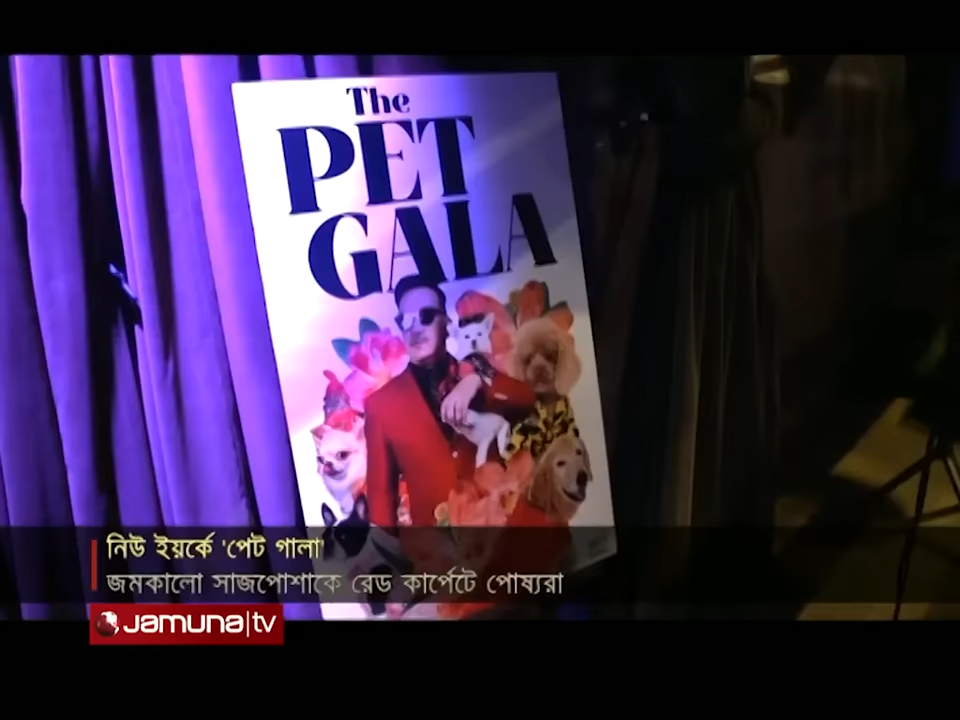 The
PET
GALA
নিউ ইয়র্কে 'পেট গালা'
জমকালো সাজপোশাকে রেড কার্পেটে পোষ্যরা
Jamuna|tv